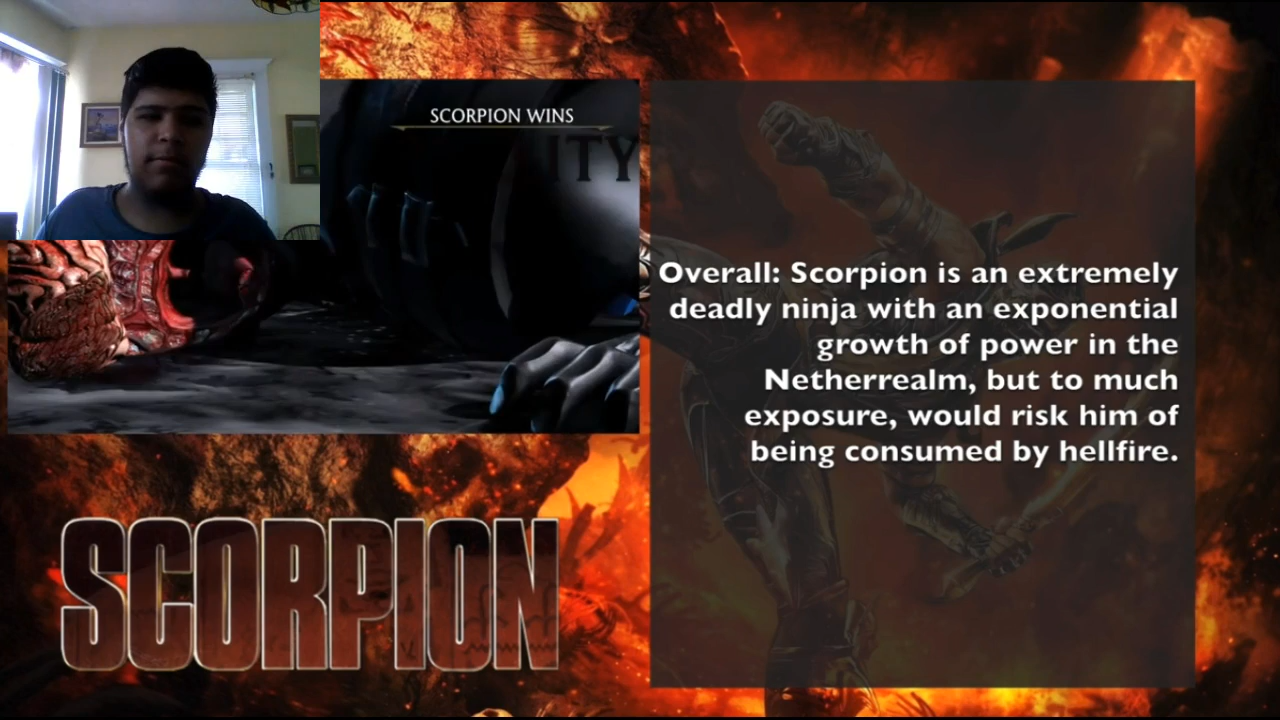 SCORPION WINS
ITY
Overall: Scorpion is an extremely
deadly ninja with an exponential
growth of power in the
Netherrealm, but to much
exposure, would risk him of
being consumed by hellfire.
SCORPION